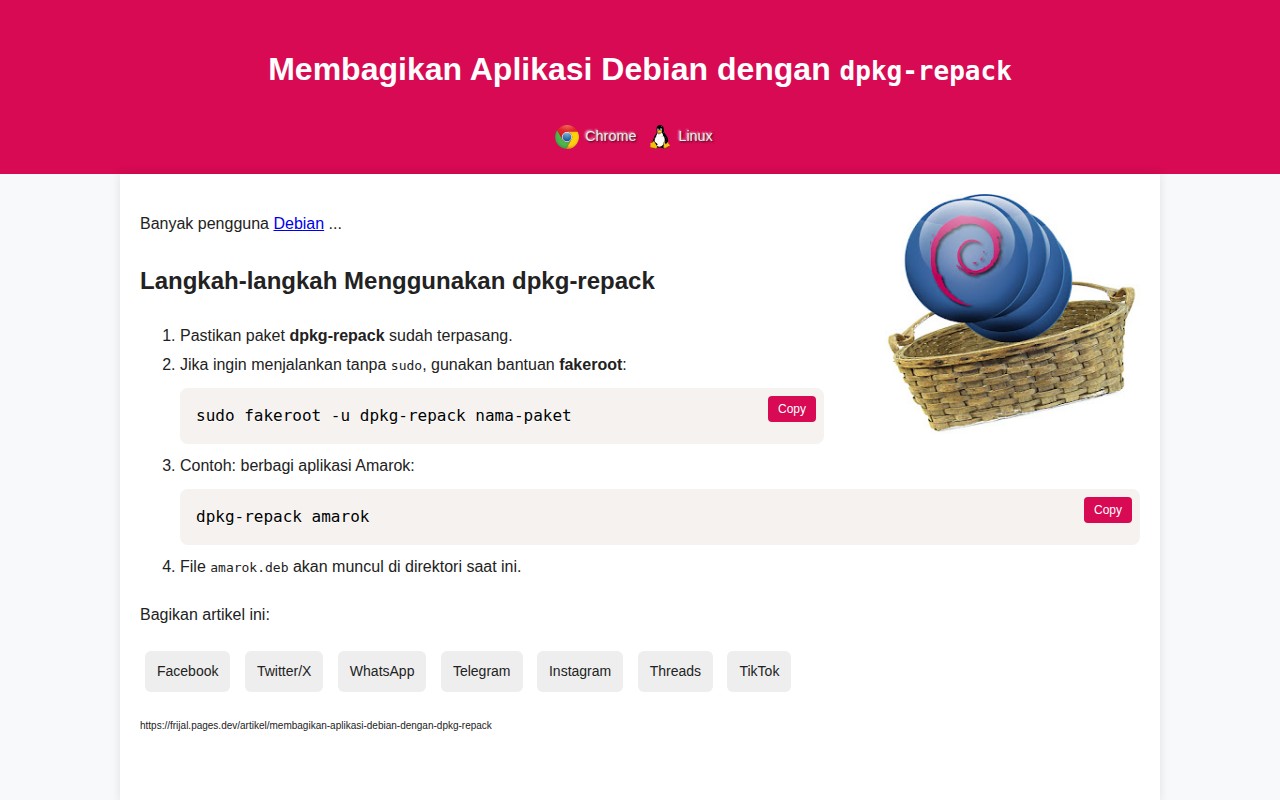 Membagikan Aplikasi Debian dengan dpkg-repack
Chrome Linux
Banyak pengguna Debian ...
Langkah-langkah Menggunakan dpkg-repack
1. Pastikan paket dpkg-repack sudah terpasang.
2. Jika ingin menjalankan tanpa sudo, gunakan bantuan fakeroot:
sudo fakeroot -u dpkg-repack nama-paket
Copy
3. Contoh: berbagi aplikasi Amarok:
dpkg-repack amarok
Copy
4. File amarok.deb akan muncul di direktori saat ini.
Bagikan artikel ini:
Facebook Twitter/X WhatsApp Telegram Instagram Threads TikTok
https://frijal.pages.dev/artikel/membagikan-aplikasi-debian-dengan-dpkg-repack